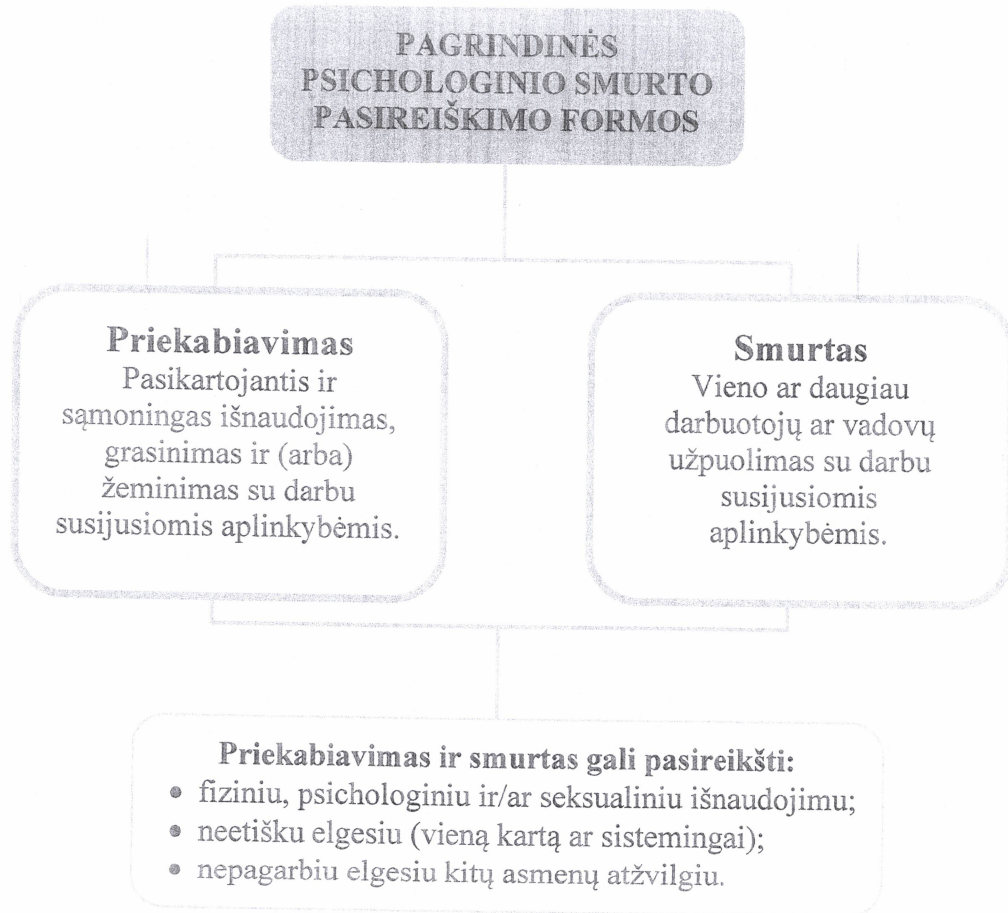 PAGRINDINĖS
PSICHOLOGINIO SMURTO
PASIREIŠKIMO FORMOS
Priekabiavimas
Pasikartojantis ir
sąmoningas išnaudojimas,
grasinimas ir (arba)
žeminimas su darbu
susijusiomis aplinkybėmis.
Smurtas
Vieno ar daugiau
darbuotojų ar vadovų
užpuolimas su darbu
susijusiomis
aplinkybėmis.
Priekabiavimas ir smurtas gali pasireikšti:
• fiziniu, psichologiniu ir/ar seksualiniu išnaudojimu;
• neetišku elgesiu (vieną kartą ar sistemingai);
• nepagarbiu elgesiu kitų asmenų atžvilgiu.